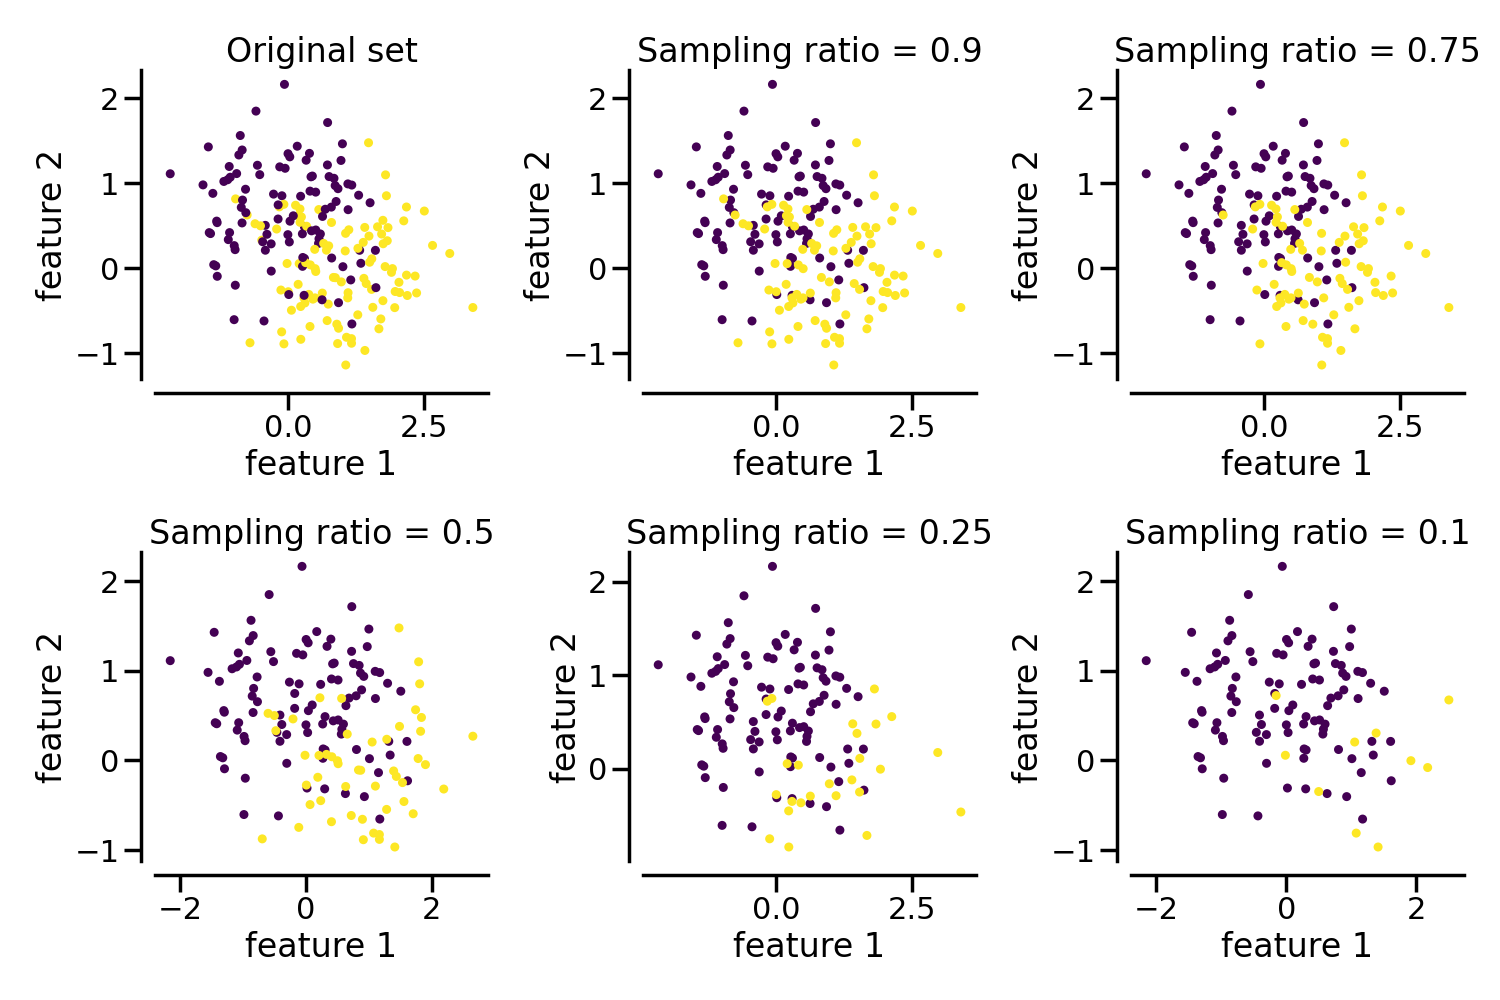 Original set
Sampling ratio = 0.9
Sampling ratio = 0.75
feature 2
2
1
0
−1
0.0
2.5
feature 1
feature 2
2
1
0
−1
0.0
2.5
feature 1
feature 2
2
1
0
−1
0.0
2.5
feature 1
Sampling ratio = 0.5
Sampling ratio = 0.25
Sampling ratio = 0.1
feature 2
2
1
0
−1
−2
0
2
feature 1
feature 2
2
1
0
0.0
2.5
feature 1
feature 2
2
1
0
−1
−2
0
2
feature 1